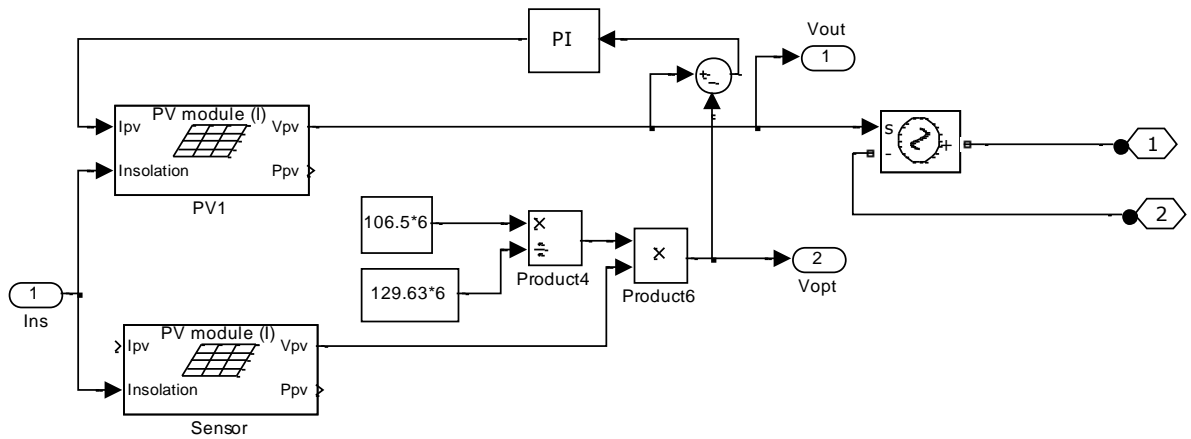 PI
Vout
1
PV module (I)
Ipv
Vpv
Insolation
Ppv
PV1
s
-
+
1
2
106.5*6
129.63*6
×
÷
Product4
×
Product6
2
Vopt
1
Ins
PV module (I)
Ipv
Vpv
Insolation
Ppv
Sensor
+
-